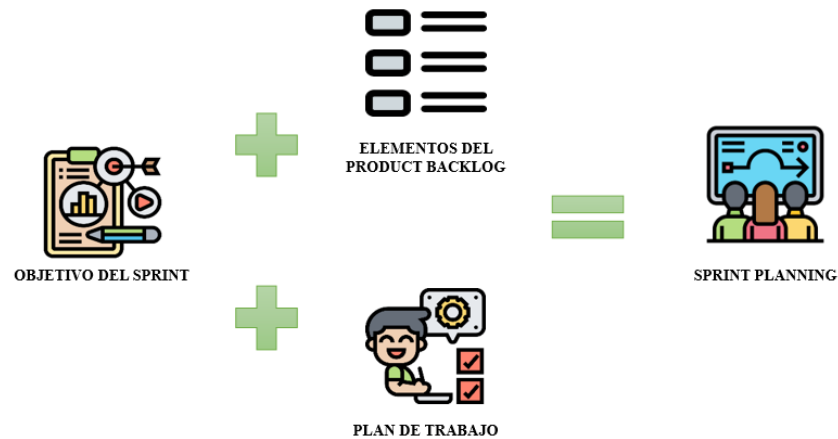 ELEMENTOS DEL
PRODUCT BACKLOG
OBJETIVO DEL SPRINT
SPRINT PLANNING
PLAN DE TRABAJO